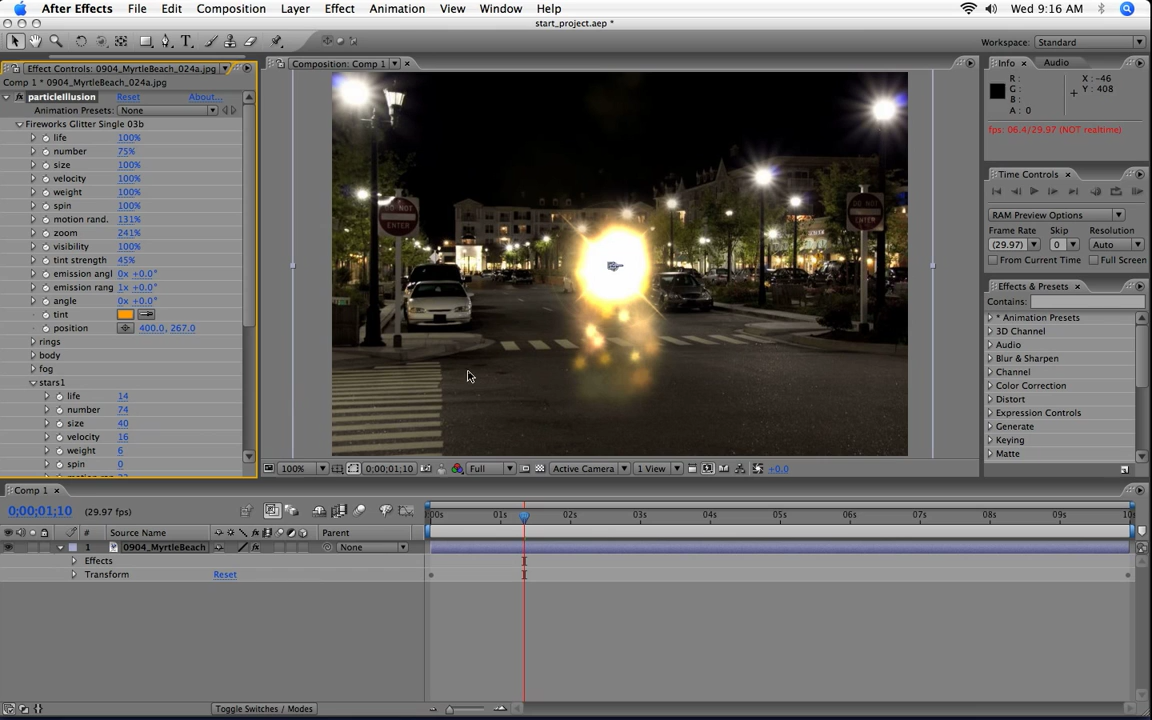 After Effects File Edit Composition Layer Effect Animation View Window Help Wed 9:16 AM
start_project.aep *
Workspace: Standard
Effect Controls: 0904_MyrtleBeach_024a.jpg
Comp 1 * 0904_MyrtleBeach_024a.jpg
particleIllusion Reset About...
Animation Presets: None
Fireworks Glitter Single 03b
life 100%
number 75%
size 100%
velocity 100%
weight 100%
spin 100%
motion rand. 131%
zoom 241%
visibility 100%
tint strength 45%
emission angl 0x +0.0°
emission rang 1x +0.0°
angle 0x +0.0°
tint
position 400.0, 267.0
rings
body
fog
stars1
life 14
number 74
size 40
velocity 16
weight 6
spin 0
Composition: Comp 1
DO NOT
ENTER
DO NOT
ENTER
100% 0;00;01;10 Full Active Camera 1 View +0.0
Info Audio
R : X : -46
G : Y : 408
B :
A : 0
fps: 06.4/29.97 (NOT realtime)
Time Controls
RAM Preview Options
Frame Rate Skip Resolution
(29.97) 0 Auto
From Current Time Full Screen
Effects & Presets
Contains:
* Animation Presets
3D Channel
Audio
Blur & Sharpen
Channel
Color Correction
Distort
Expression Controls
Generate
Keying
Matte
Comp 1
0;00;01;10 (29.97 fps)
:00s 01s 02s 03s 04s 05s 06s 07s 08s 09s 10s
# Source Name Parent
1 0904_MyrtleBeach None
Effects
Transform Reset
Toggle Switches / Modes